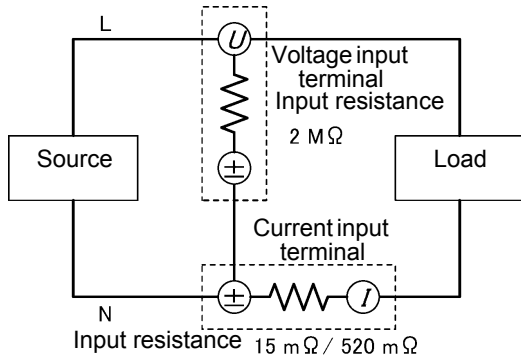 L
U
Voltage input
terminal
Input resistance
2 MΩ
±
Source
Load
Current input
terminal
N
±
I
Input resistance
15 mΩ / 520 mΩ